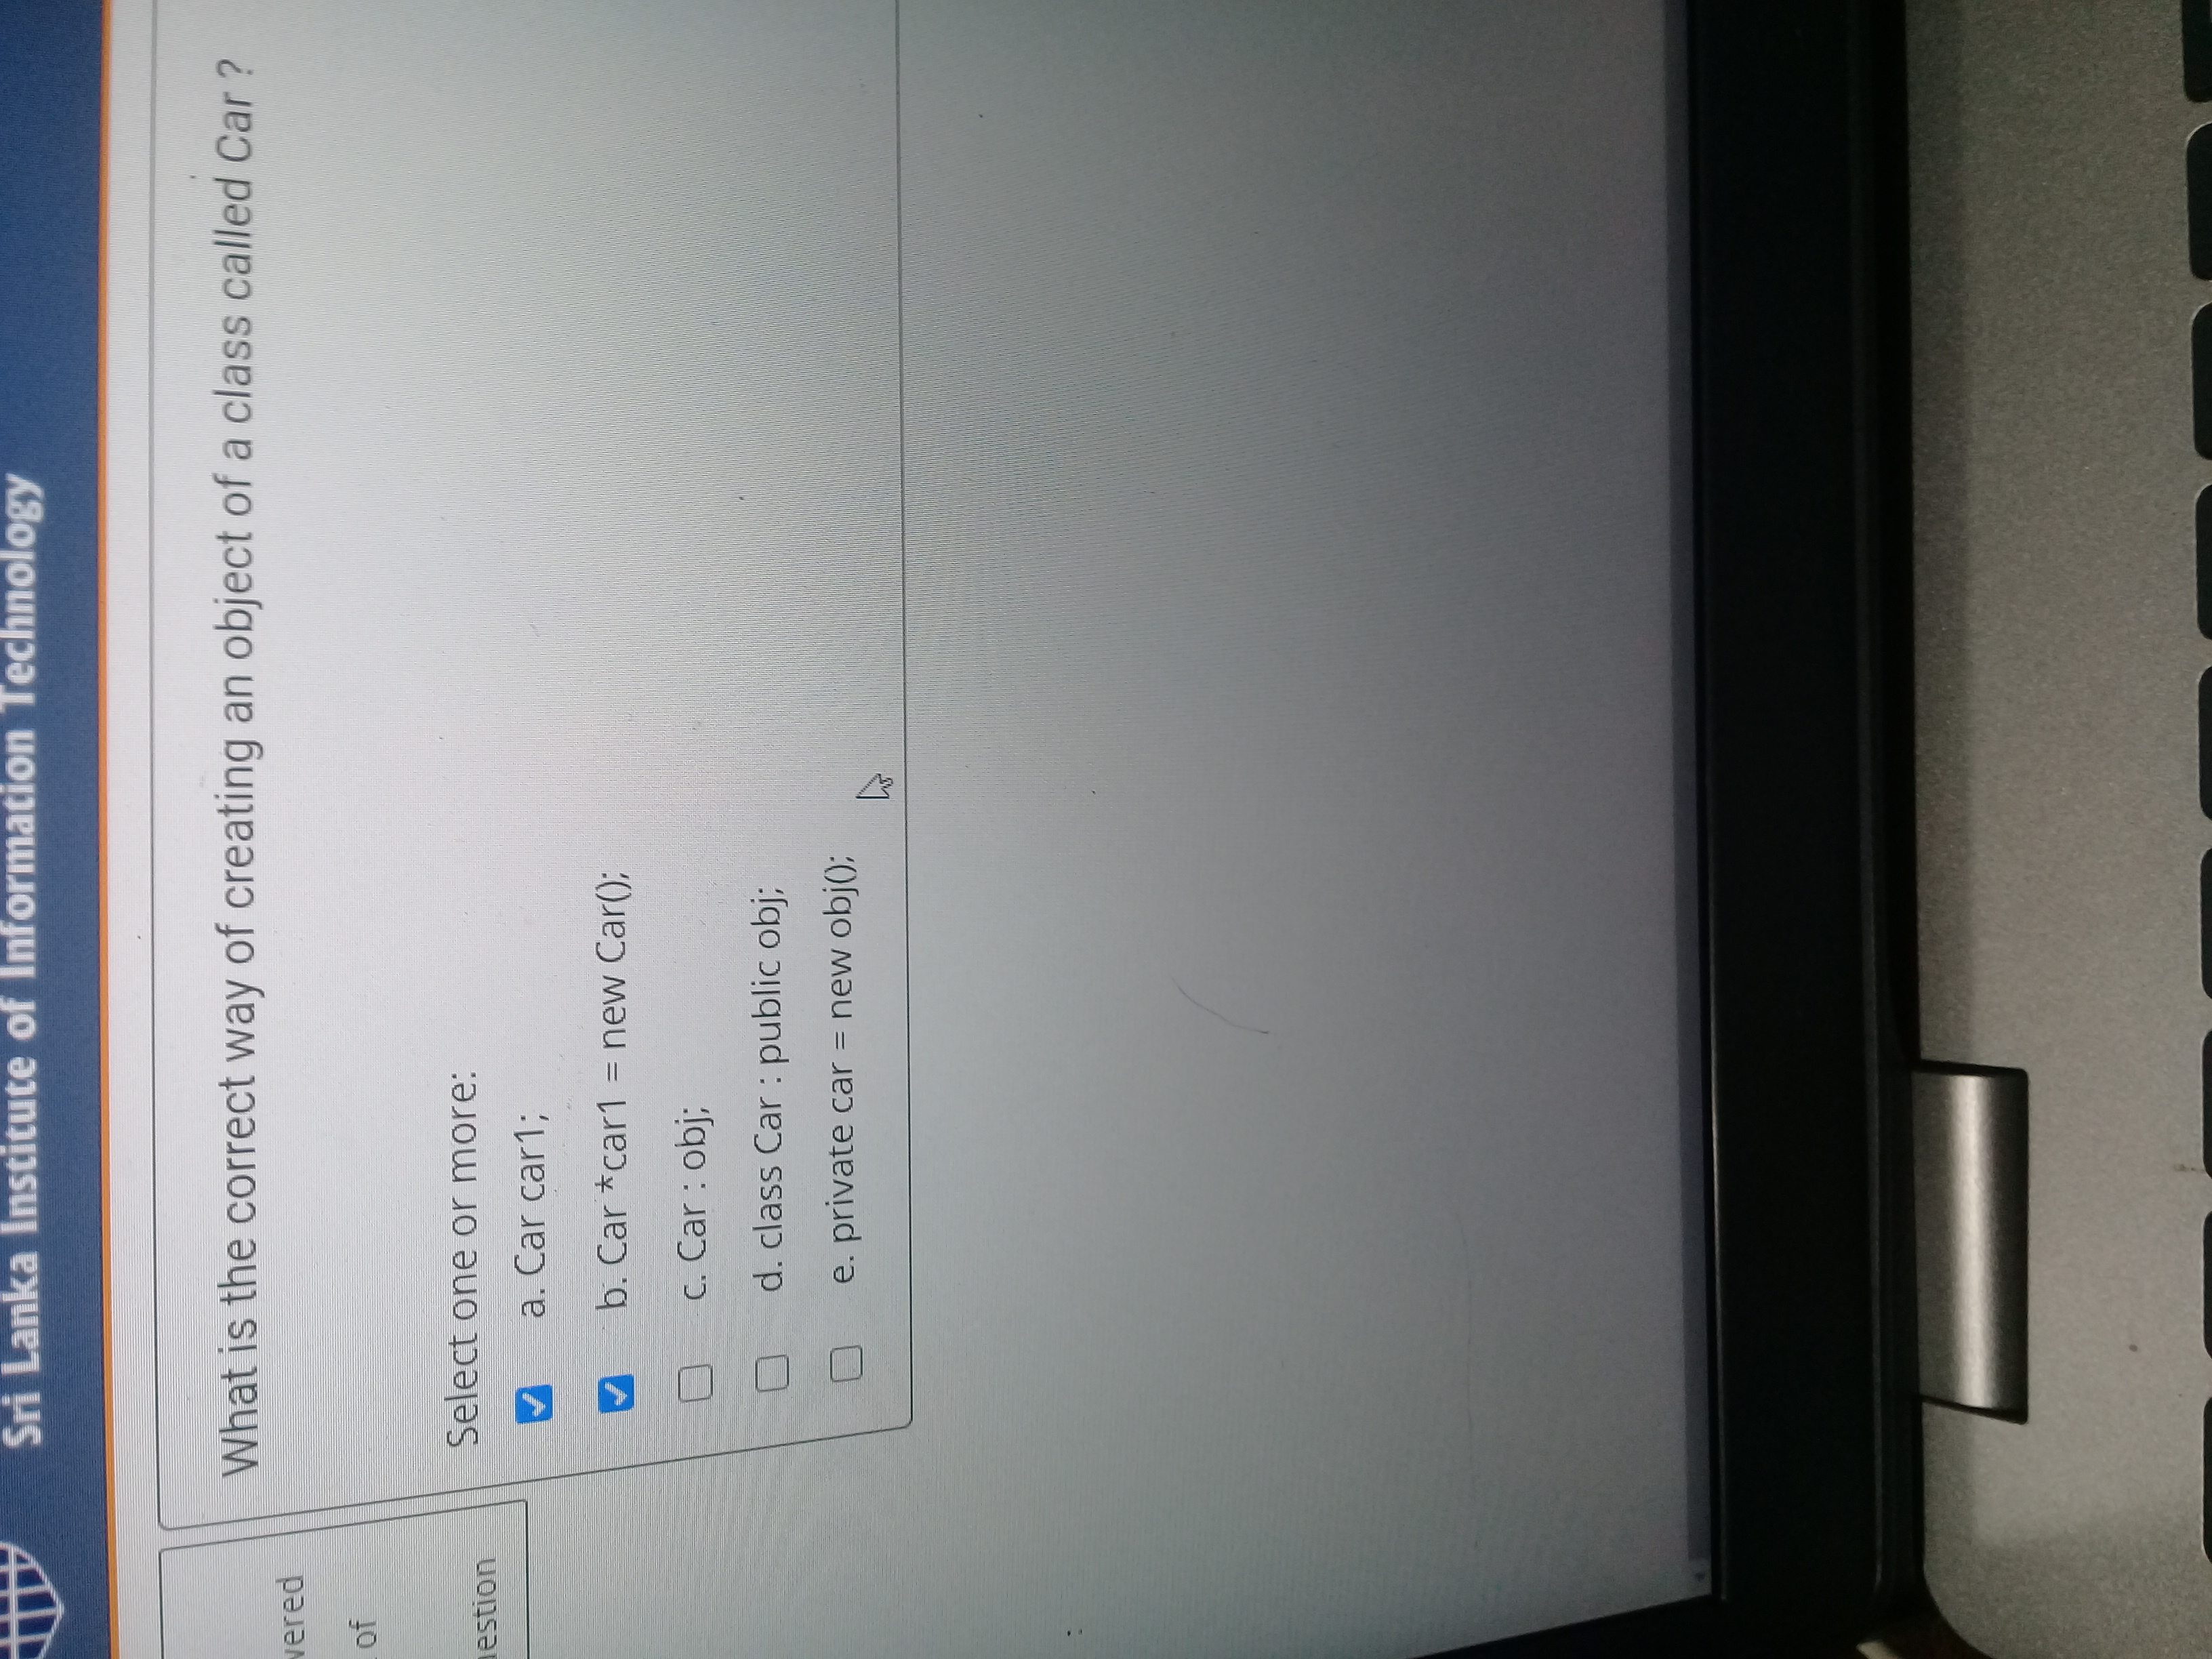 Sri Lanka Institute of Information Technology
What is the correct way of creating an object of a class called Car ?
of
Select one or more:
a. Car car1;
b. Car *car1 = new Car();
c. Car : obj;
d. class Car : public obj;
e. private car = new obj();